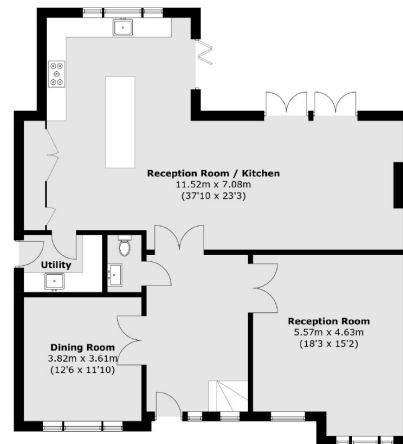 Reception Room / Kitchen
11.52m x 7.08m
(37'10 x 23'3)
Utility
Dining Room
3.82m x 3.61m
(12'6 x 11'10)
Reception Room
5.57m x 4.63m
(18'3 x 15'2)